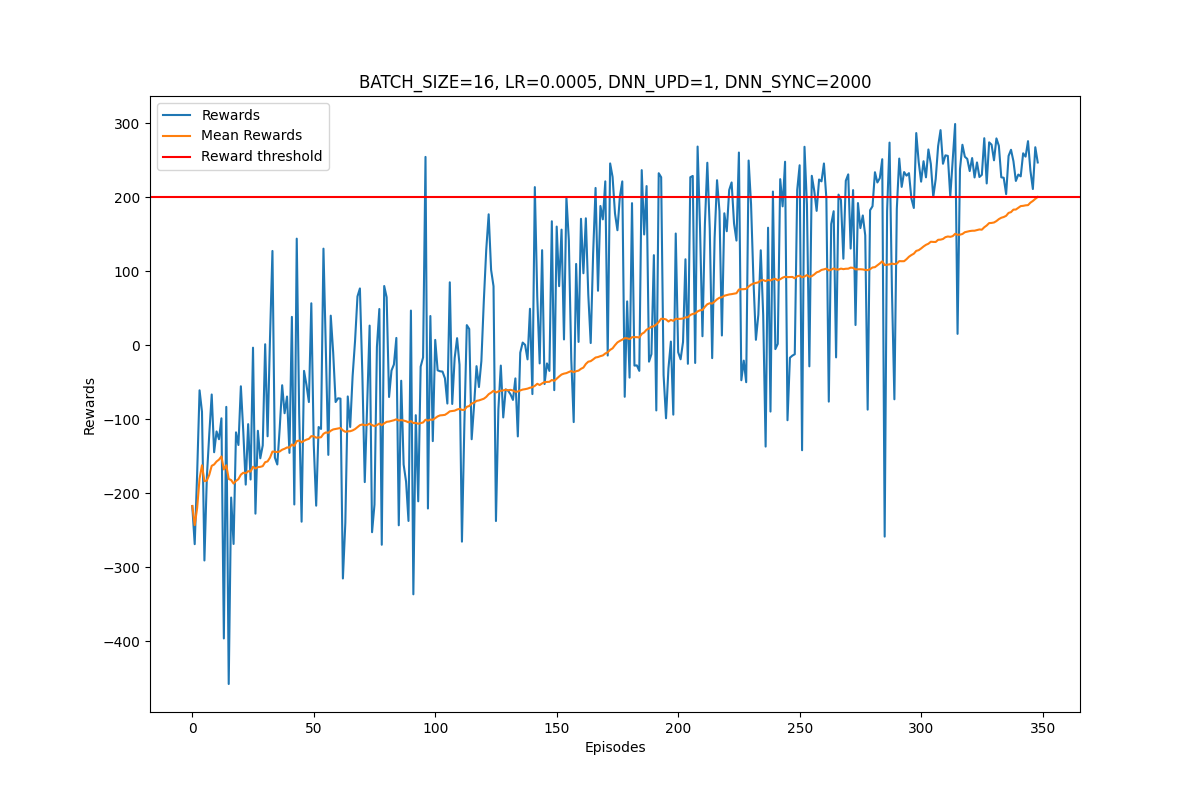 BATCH_SIZE=16, LR=0.0005, DNN_UPD=1, DNN_SYNC=2000
Rewards
Mean Rewards
Reward threshold
300
200
100
0
−100
−200
−300
−400
Rewards
0
50
100
150
200
250
300
350
Episodes